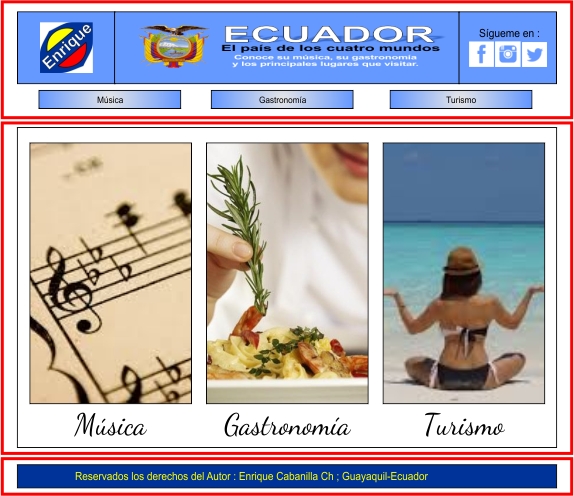 Enrique
ECUADOR
El país de los cuatro mundos
Conoce su música, su gastronomía
y los principales lugares que visitar.
Sígueme en :
Música
Gastronomía
Turismo
Música
Gastronomía
Turismo
Reservados los derechos del Autor : Enrique Cabanilla Ch ; Guayaquil-Ecuador